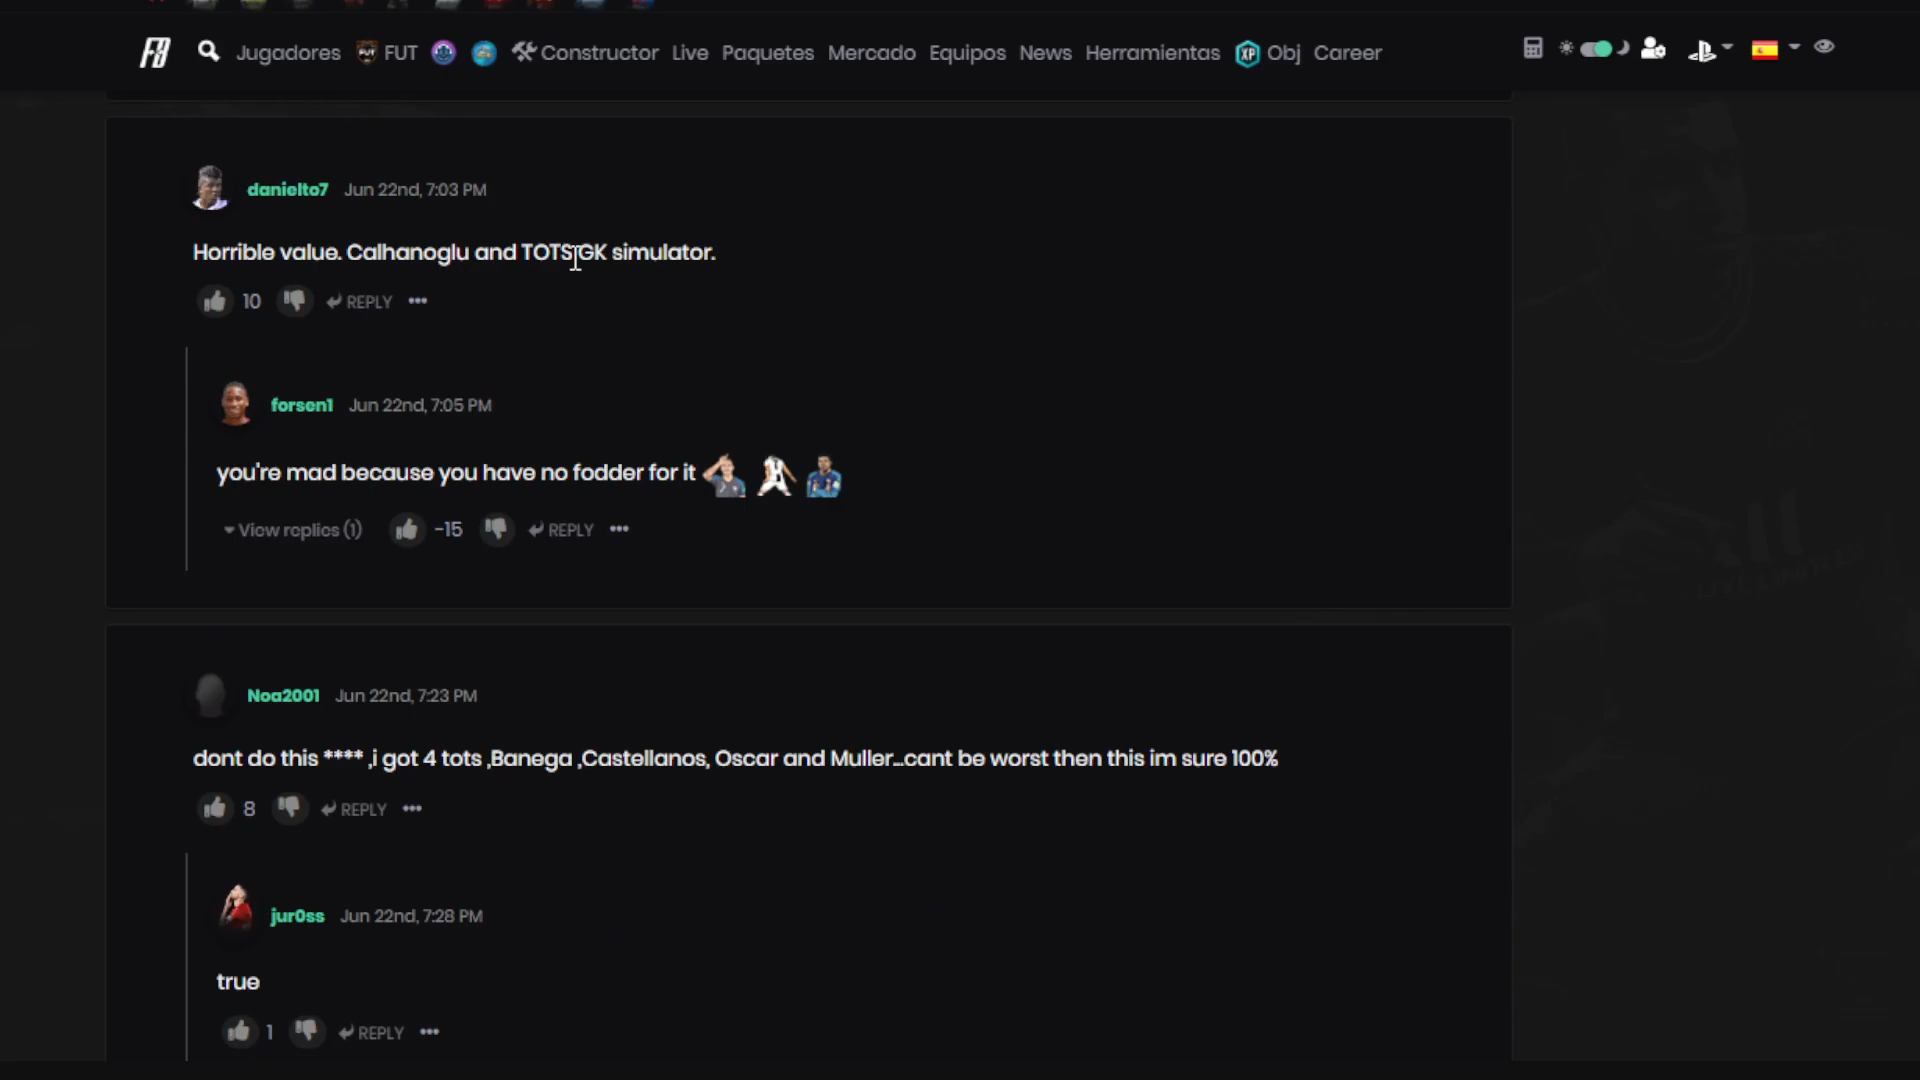 Jugadores FUT Constructor Live Paquetes Mercado Equipos News Herramientas XP Obj Career
danielto7 Jun 22nd, 7:03 PM
Horrible value. Calhanoglu and TOTS GK simulator.
10 REPLY •••
forsen1 Jun 22nd, 7:05 PM
you're mad because you have no fodder for it
View replies (1) -15 REPLY •••
Noa2001 Jun 22nd, 7:23 PM
dont do this **** ,i got 4 tots ,Banega ,Castellanos, Oscar and Muller...cant be worst then this im sure 100%
8 REPLY •••
jur0ss Jun 22nd, 7:28 PM
true
1 REPLY •••